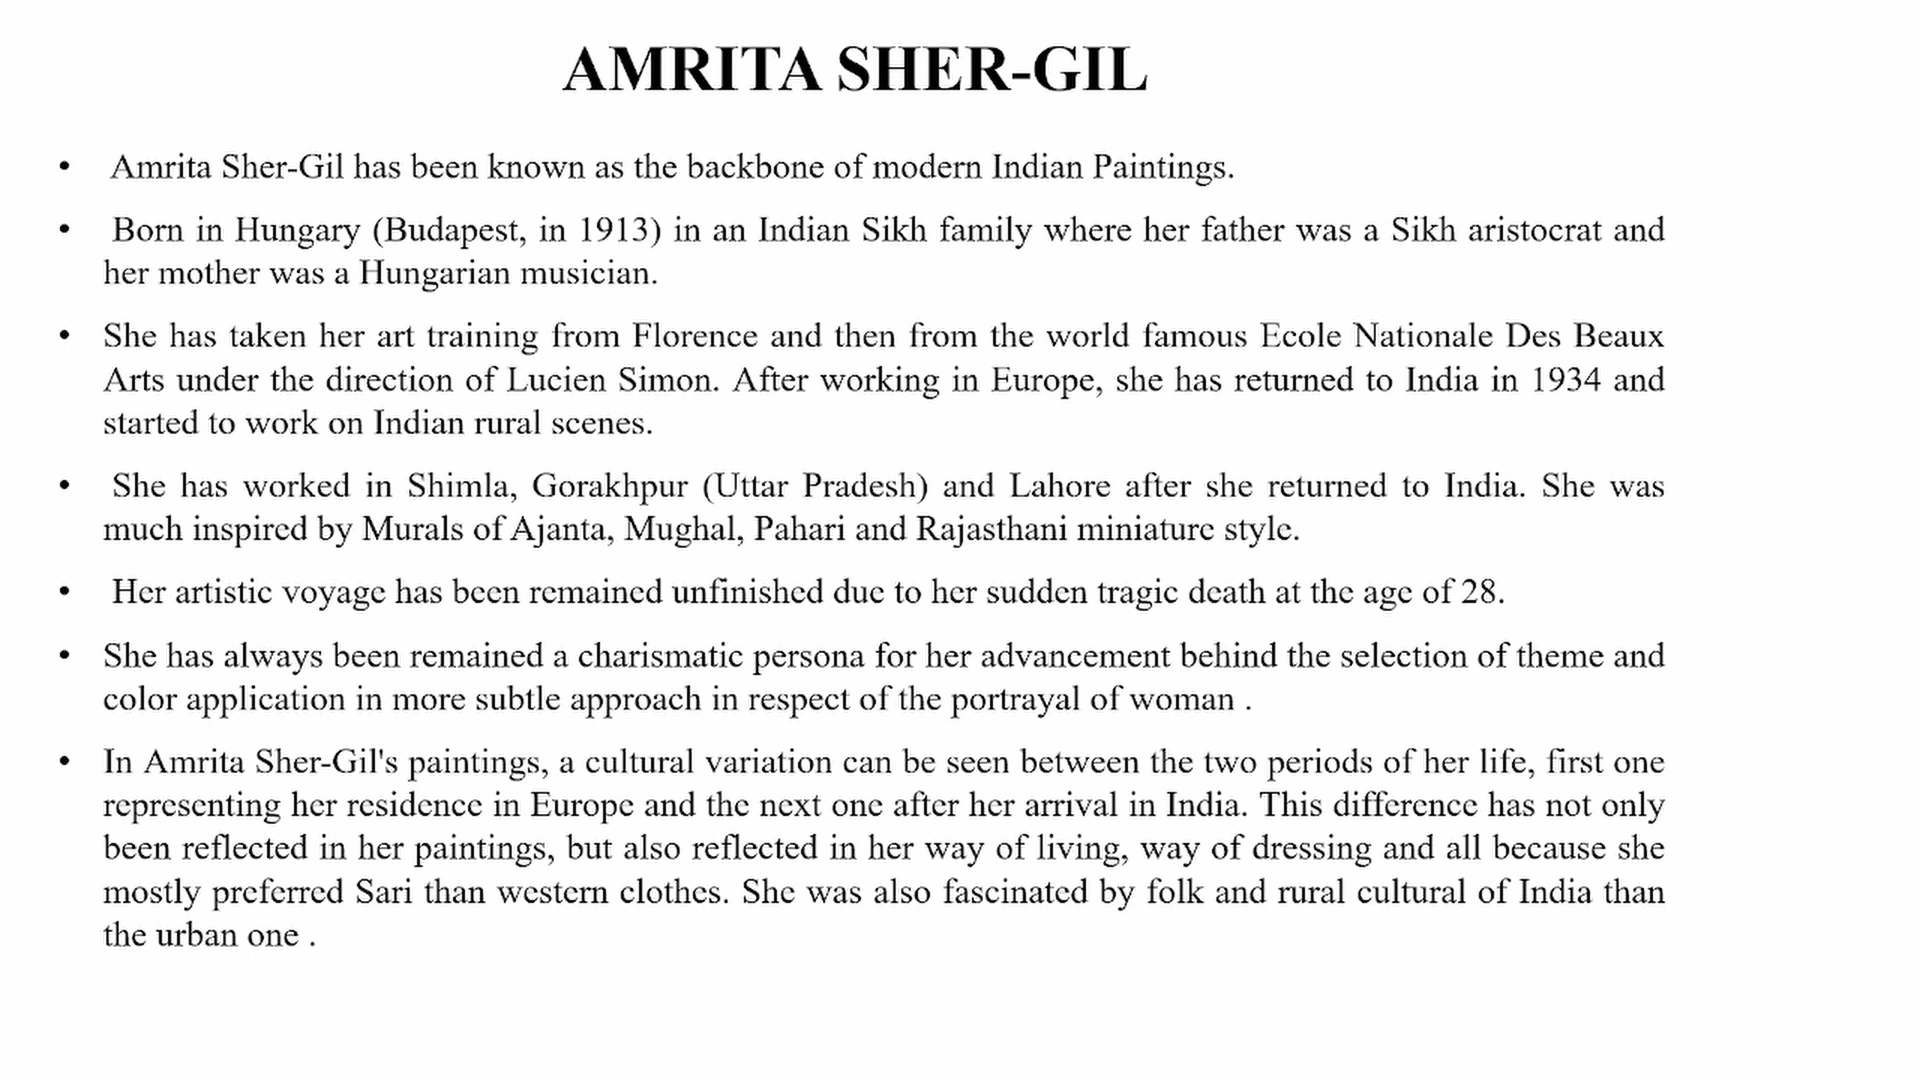 AMRITA SHER-GIL
• Amrita Sher-Gil has been known as the backbone of modern Indian Paintings.
• Born in Hungary (Budapest, in 1913) in an Indian Sikh family where her father was a Sikh aristocrat and
her mother was a Hungarian musician.
• She has taken her art training from Florence and then from the world famous Ecole Nationale Des Beaux
Arts under the direction of Lucien Simon. After working in Europe, she has returned to India in 1934 and
started to work on Indian rural scenes.
• She has worked in Shimla, Gorakhpur (Uttar Pradesh) and Lahore after she returned to India. She was
much inspired by Murals of Ajanta, Mughal, Pahari and Rajasthani miniature style.
• Her artistic voyage has been remained unfinished due to her sudden tragic death at the age of 28.
• She has always been remained a charismatic persona for her advancement behind the selection of theme and
color application in more subtle approach in respect of the portrayal of woman .
• In Amrita Sher-Gil's paintings, a cultural variation can be seen between the two periods of her life, first one
representing her residence in Europe and the next one after her arrival in India. This difference has not only
been reflected in her paintings, but also reflected in her way of living, way of dressing and all because she
mostly preferred Sari than western clothes. She was also fascinated by folk and rural cultural of India than
the urban one .